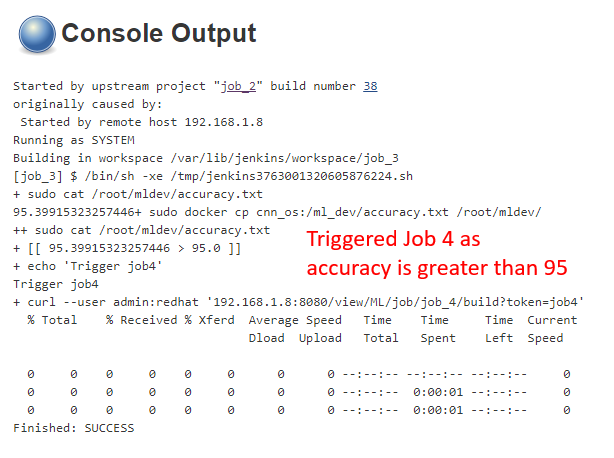 Console Output
Started by upstream project "job_2" build number 38
originally caused by:
Started by remote host 192.168.1.8
Running as SYSTEM
Building in workspace /var/lib/jenkins/workspace/job_3
[job_3] $ /bin/sh -xe /tmp/jenkins3763001320605876224.sh
+ sudo cat /root/mldev/accuracy.txt
95.39915323257446+ sudo docker cp cnn_os:/ml_dev/accuracy.txt /root/mldev/
++ sudo cat /root/mldev/accuracy.txt
+ [[ 95.39915323257446 > 95.0 ]]
+ echo 'Trigger job4'
Trigger job4
Triggered Job 4 as
accuracy is greater than 95
+ curl --user admin:redhat '192.168.1.8:8080/view/ML/job/job_4/build?token=job4'
% Total % Received % Xferd Average Speed Time Time Time Current
Dload Upload Total Spent Left Speed
0 0 0 0 0 0 0 0 --:--:-- --:--:-- --:--:-- 0
0 0 0 0 0 0 0 0 --:--:-- 0:00:01 --:--:-- 0
0 0 0 0 0 0 0 0 --:--:-- 0:00:01 --:--:-- 0
Finished: SUCCESS